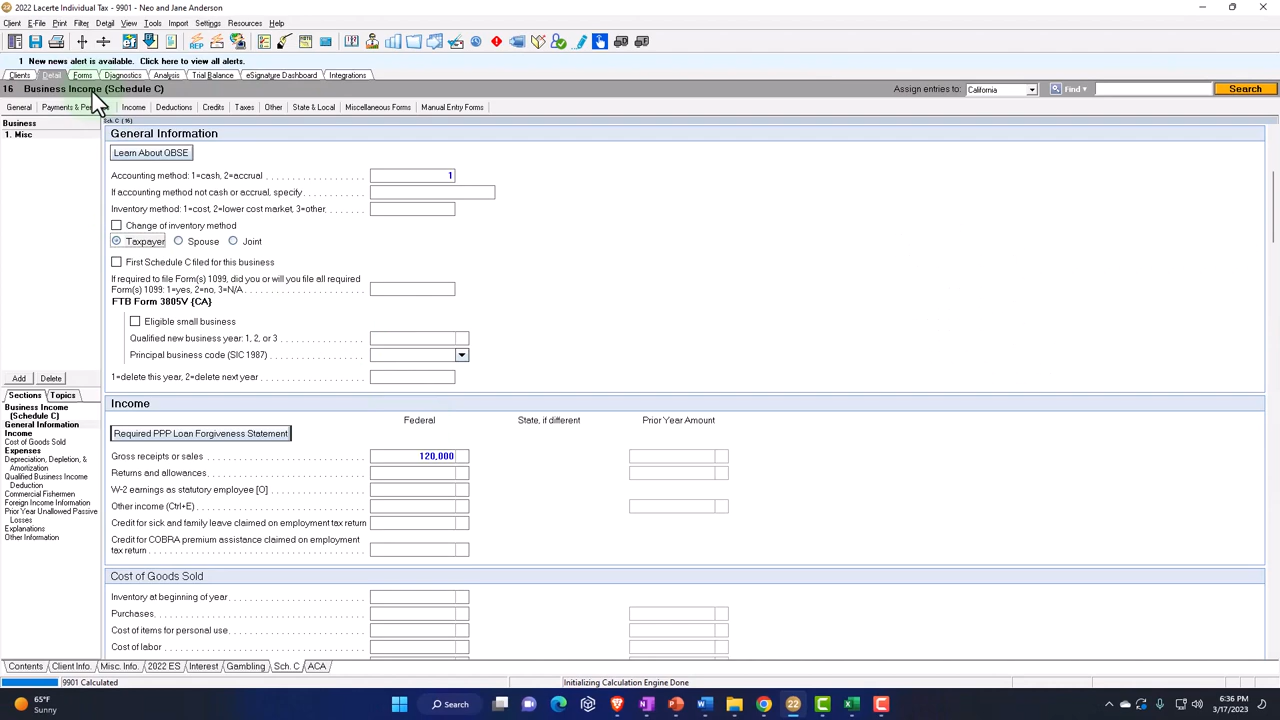 2022 Lacerte Individual Tax - 9901 - Neo and Jane Anderson
Client E-File Print Filter Detail View Tools Import Settings Resources Help
1 New news alert is available. Click here to view all alerts.
Clients Detail Forms Diagnostics Analysis Trial Balance eSignature Dashboard Integrations
16 Business Income (Schedule C) Assign entries to: California Find Search
General Payments & Pe Income Deductions Credits Taxes Other State & Local Miscellaneous Forms Manual Entry Forms
Business
1. Misc
Add Delete
Sections Topics
Business Income
(Schedule C)
General Information
Income
Cost of Goods Sold
Expenses
Depreciation, Depletion, &
Amortization
Qualified Business Income
Deduction
Commercial Fishermen
Foreign Income Information
Prior Year Unallowed Passive
Losses
Explanations
Other Information
Sch. C (16)
General Information
Learn About QBSE
Accounting method: 1=cash, 2=accrual 1
If accounting method not cash or accrual, specify
Inventory method: 1=cost, 2=lower cost market, 3=other,
Change of inventory method
Taxpayer Spouse Joint
First Schedule C filed for this business
If required to file Form(s) 1099, did you or will you file all required
Form(s) 1099: 1=yes, 2=no, 3=N/A
FTB Form 3805V {CA}
Eligible small business
Qualified new business year: 1, 2, or 3
Principal business code (SIC 1987)
1=delete this year, 2=delete next year
Income
Federal State, if different Prior Year Amount
Required PPP Loan Forgiveness Statement
Gross receipts or sales 120,000
Returns and allowances
W-2 earnings as statutory employee [O]
Other income (Ctrl+E)
Credit for sick and family leave claimed on employment tax return
Credit for COBRA premium assistance claimed on employment
tax return
Cost of Goods Sold
Inventory at beginning of year
Purchases
Cost of items for personal use
Cost of labor
Contents Client Info. Misc. Info. 2022 ES Interest Gambling Sch. C ACA
9901 Calculated Initializing Calculation Engine Done
65°F
Sunny
Search
6:36 PM
3/17/2023